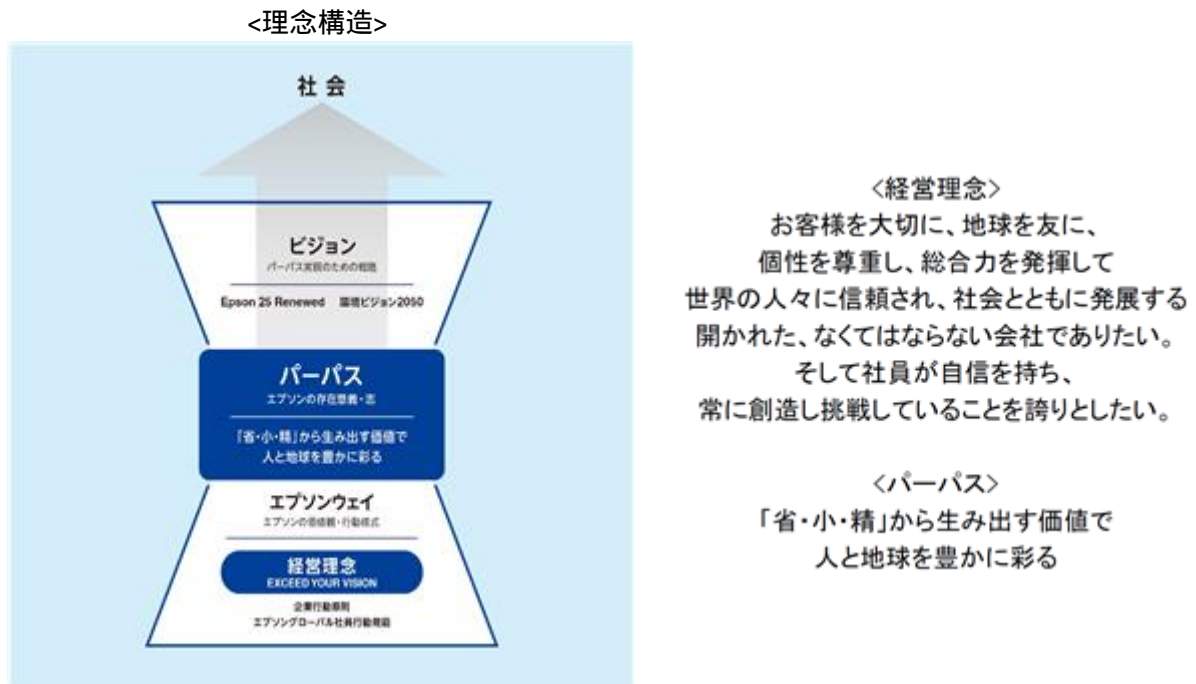 <理念構造>
社会
ビジョン
パーパス実現のための戦略
Epson 25 Renewed 環境ビジョン2050
パーパス
エプソンの存在意義・志
「省・小・精」から生み出す価値で
人と地球を豊かに彩る
エプソンウェイ
エプソンの価値観・行動様式
経営理念
EXCEED YOUR VISION
企業行動原則
エプソングローバル社員行動規範
<経営理念>
お客様を大切に、地球を友に、
個性を尊重し、総合力を発揮して
世界の人々に信頼され、社会とともに発展する
開かれた、なくてはならない会社でありたい。
そして社員が自信を持ち、
常に創造し挑戦していることを誇りとしたい。
<パーパス>
「省・小・精」から生み出す価値で
人と地球を豊かに彩る